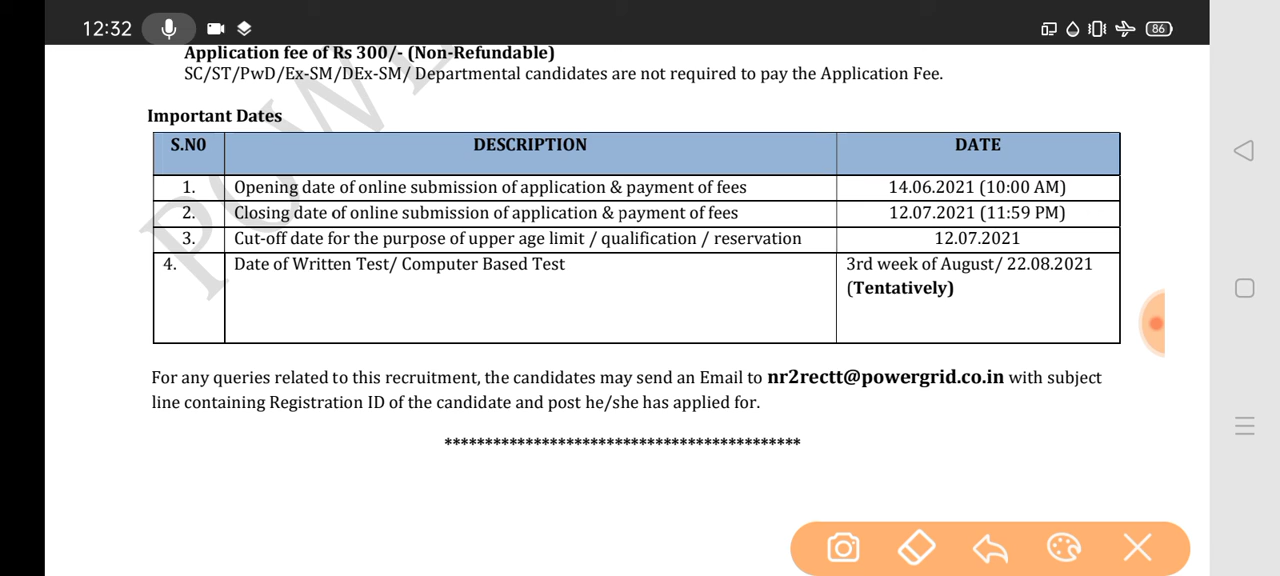 12:32
86
Application fee of Rs 300/- (Non-Refundable)
SC/ST/PwD/Ex-SM/DEx-SM/ Departmental candidates are not required to pay the Application Fee.
Important Dates
S.N0 DESCRIPTION DATE
1. Opening date of online submission of application & payment of fees 14.06.2021 (10:00 AM)
2. Closing date of online submission of application & payment of fees 12.07.2021 (11:59 PM)
3. Cut-off date for the purpose of upper age limit / qualification / reservation 12.07.2021
4. Date of Written Test/ Computer Based Test 3rd week of August/ 22.08.2021
(Tentatively)
For any queries related to this recruitment, the candidates may send an Email to nr2rectt@powergrid.co.in with subject
line containing Registration ID of the candidate and post he/she has applied for.
********************************************